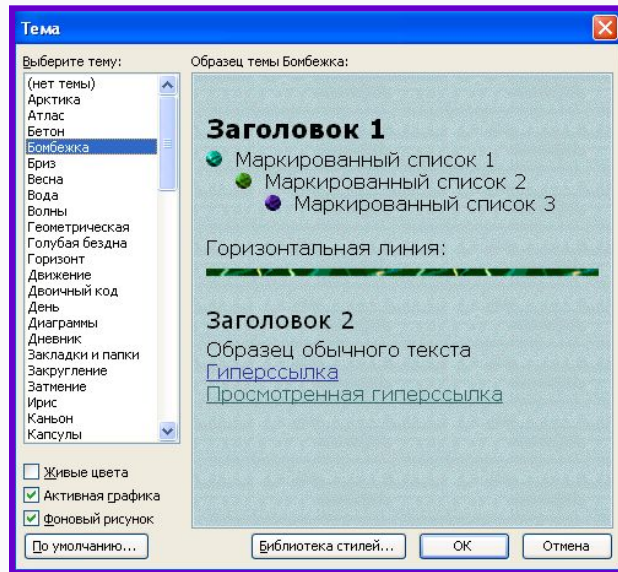 Тема
Выберите тему:
Образец темы Бомбежка:
(нет темы)
Арктика
Атлас
Бетон
Бомбежка
Бриз
Весна
Вода
Волны
Геометрическая
Голубая бездна
Горизонт
Движение
Двоичный код
День
Диаграммы
Дневник
Закладки и папки
Закругление
Затмение
Ирис
Каньон
Капсулы
Заголовок 1
Маркированный список 1
Маркированный список 2
Маркированный список 3
Горизонтальная линия:
Заголовок 2
Образец обычного текста
Гиперссылка
Просмотренная гиперссылка
Живые цвета
Активная графика
Фоновый рисунок
По умолчанию...
Библиотека стилей...
ОК
Отмена